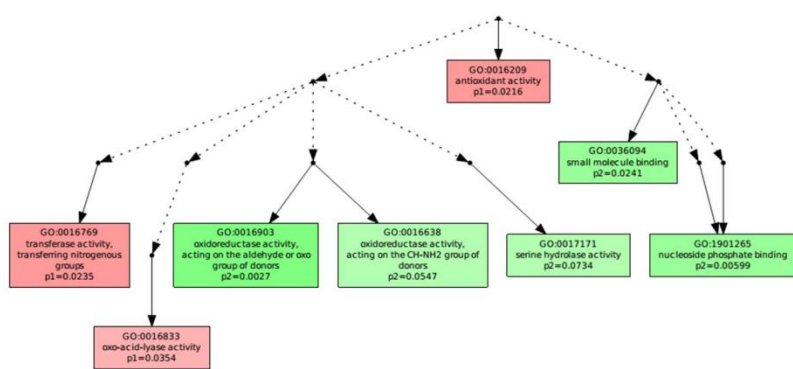 GO:0016209
antioxidant activity
p1=0.0216
GO:0036094
small molecule binding
p2=0.0241
GO:0016769
transferase activity,
transferring nitrogenous
groups
p1=0.0235
GO:0016903
oxidoreductase activity,
acting on the aldehyde or oxo
group of donors
p2=0.0027
GO:0016638
oxidoreductase activity,
acting on the CH-NH2 group of
donors
p2=0.0547
GO:0017171
serine hydrolase activity
p2=0.0734
GO:1901265
nucleoside phosphate binding
p2=0.00599
GO:0016833
oxo-acid-lyase activity
p1=0.0354